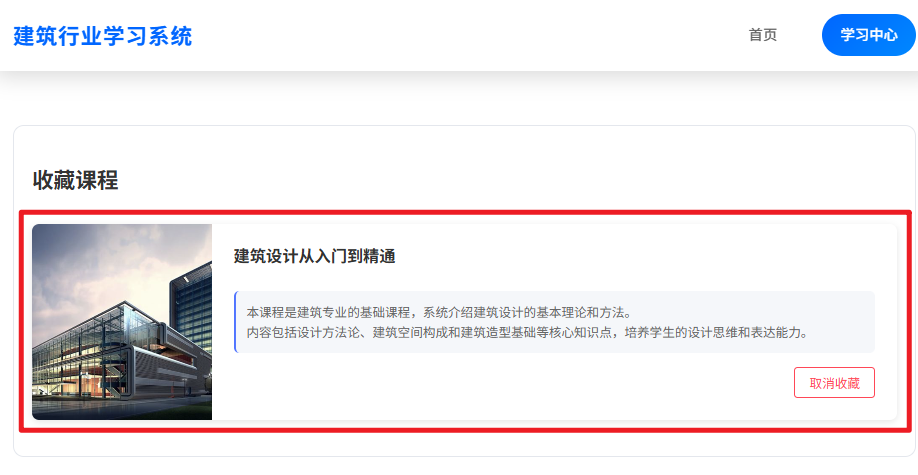 建筑行业学习系统
首页
学习中心
收藏课程
建筑设计从入门到精通
本课程是建筑专业的基础课程，系统介绍建筑设计的基本理论和方法。
内容包括设计方法论、建筑空间构成和建筑造型基础等核心知识点，培养学生的设计思维和表达能力。
取消收藏